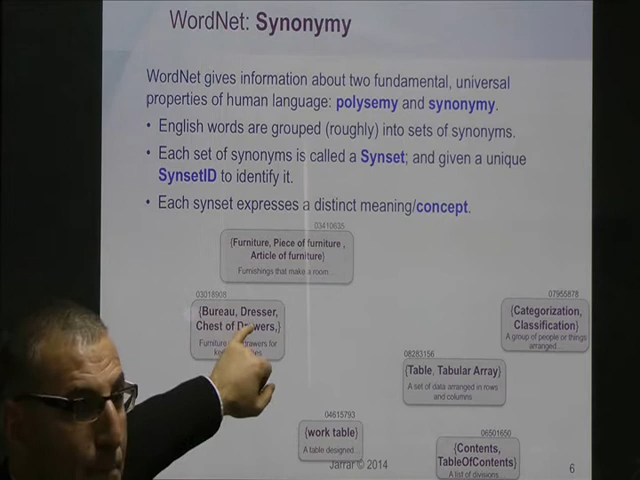 WordNet: Synonymy
WordNet gives information about two fundamental, universal
properties of human language: polysemy and synonymy.
• English words are grouped (roughly) into sets of synonyms.
• Each set of synonyms is called a Synset; and given a unique
SynsetID to identify it.
• Each synset expresses a distinct meaning/concept.
03410635
{Furniture, Piece of furniture ,
Article of furniture}
Furnishings that make a room...
03018908
{Bureau, Dresser,
Chest of Drawers,}
Furniture drawers for
07955878
{Categorization,
Classification}
A group of people or things
arranged...
08283156
{Table, Tabular Array}
A set of data arranged in rows
and columns
04615793
{work table}
A table designed...
06501650
{Contents,
TableOfContents}
A list of divisions...
Jarrar © 2014
6